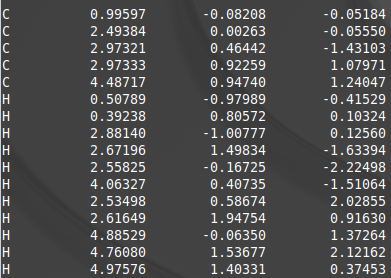 C 0.99597 -0.08208 -0.05184
C 2.49384 0.00263 -0.05550
C 2.97321 0.46442 -1.43103
C 2.97333 0.92259 1.07971
C 4.48717 0.94740 1.24047
H 0.50789 -0.97989 -0.41529
H 0.39238 0.80572 0.10324
H 2.88140 -1.00777 0.12560
H 2.67196 1.49834 -1.63394
H 2.55825 -0.16725 -2.22498
H 4.06327 0.40735 -1.51064
H 2.53498 0.58674 2.02855
H 2.61649 1.94754 0.91630
H 4.88529 -0.06350 1.37264
H 4.76080 1.53677 2.12162
H 4.97576 1.40331 0.37453